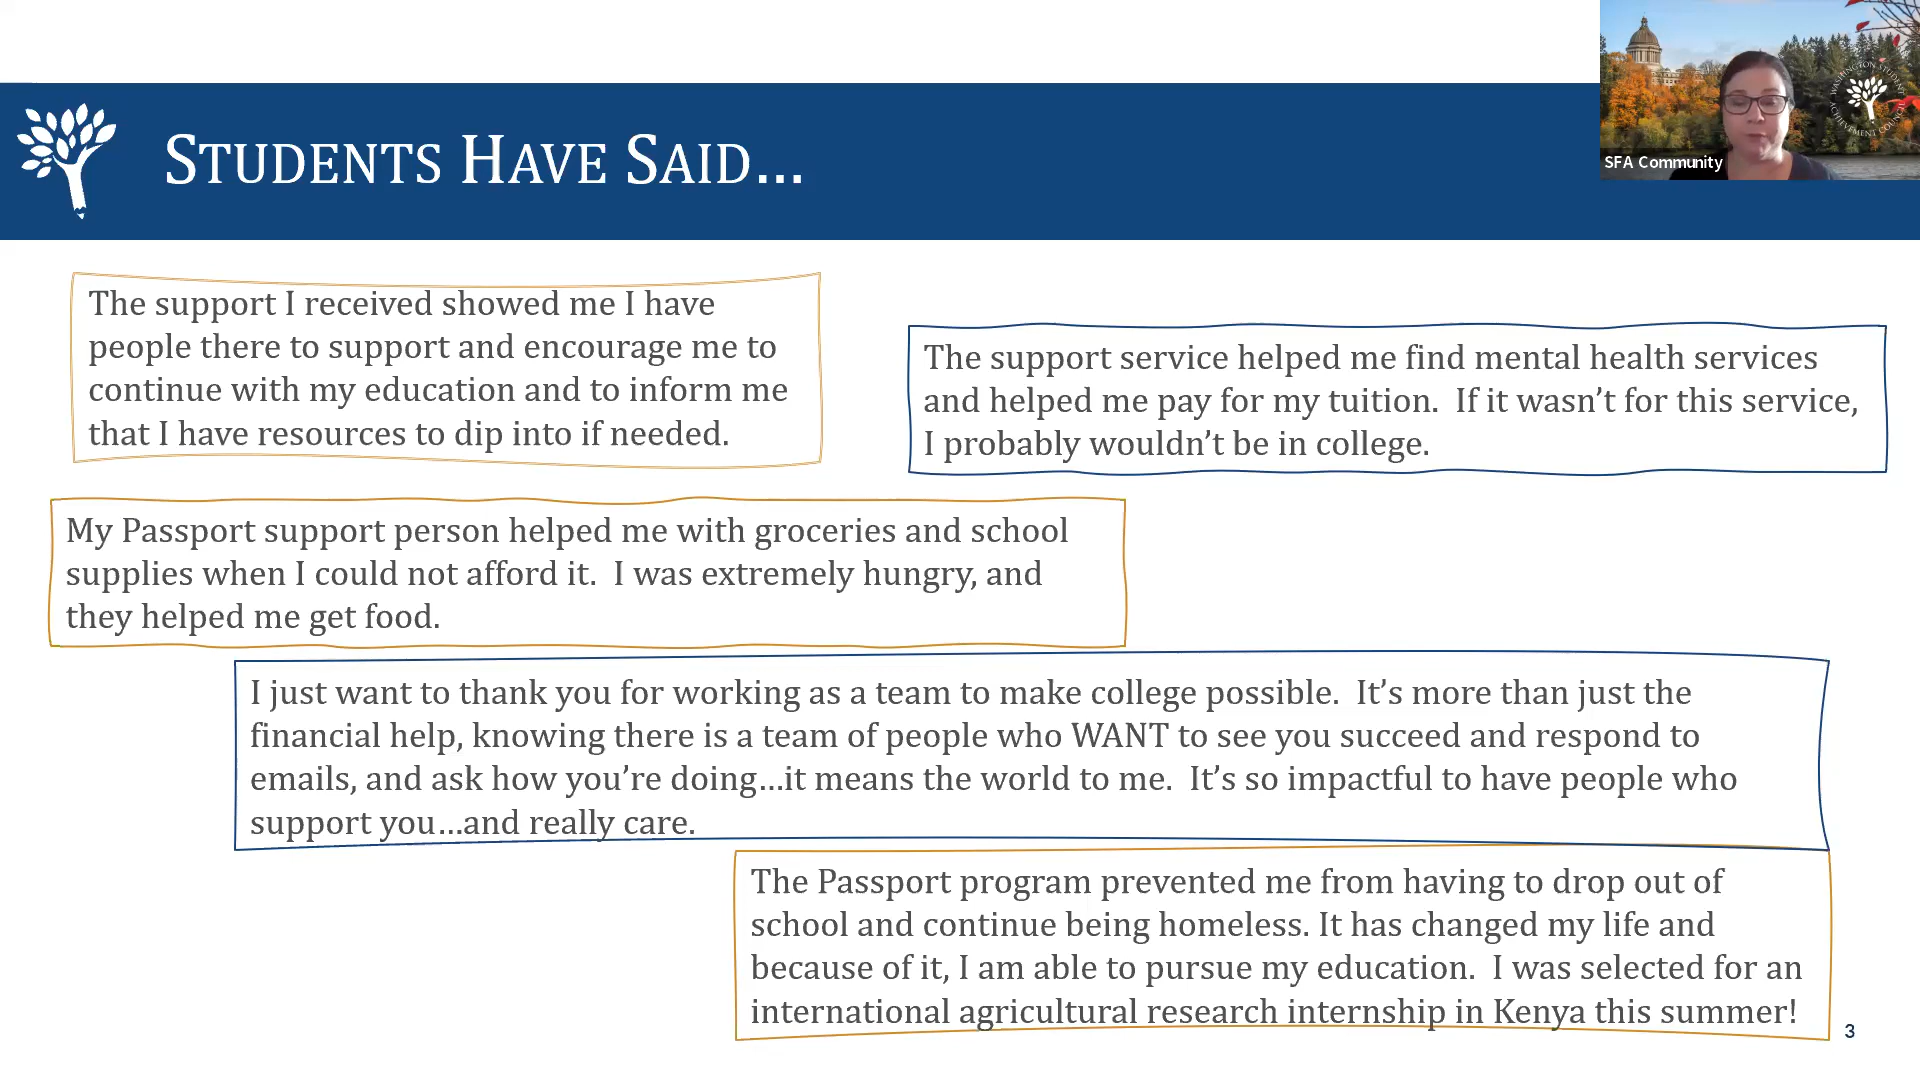 STUDENTS HAVE SAID...
WASHINGTON STUDENT ACHIEVEMENT COUNCIL
SFA Community
The support I received showed me I have
people there to support and encourage me to
continue with my education and to inform me
that I have resources to dip into if needed.
The support service helped me find mental health services
and helped me pay for my tuition.  If it wasn't for this service,
I probably wouldn't be in college.
My Passport support person helped me with groceries and school
supplies when I could not afford it.  I was extremely hungry, and
they helped me get food.
I just want to thank you for working as a team to make college possible.  It's more than just the
financial help, knowing there is a team of people who WANT to see you succeed and respond to
emails, and ask how you're doing...it means the world to me.  It's so impactful to have people who
support you...and really care.
The Passport program prevented me from having to drop out of
school and continue being homeless. It has changed my life and
because of it, I am able to pursue my education.  I was selected for an
international agricultural research internship in Kenya this summer!
3